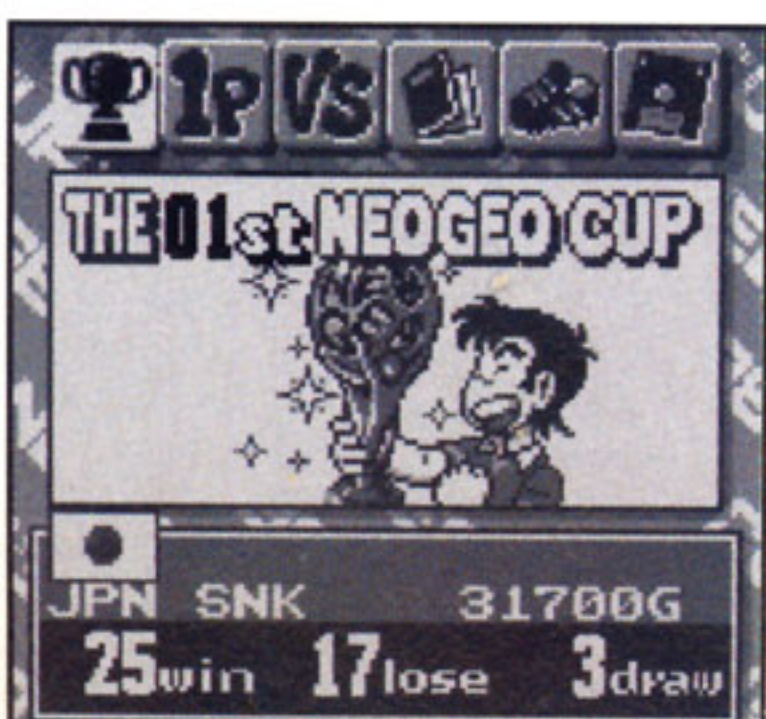 1P VS
THE 01st NEOGEO CUP
JPN SNK 31700G
25win 17lose 3draw